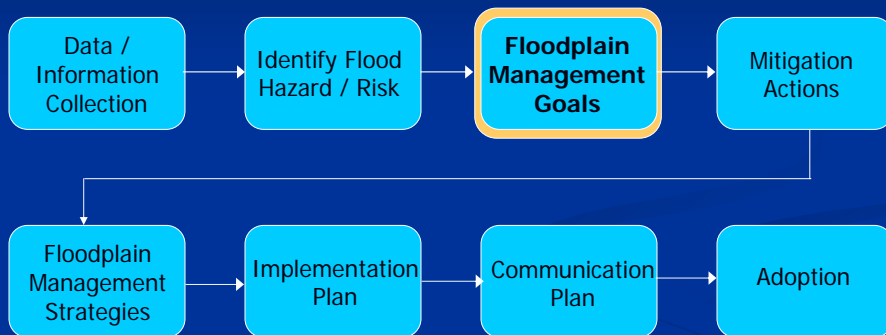 Data /
Information
Collection
Identify Flood
Hazard / Risk
Floodplain
Management
Goals
Mitigation
Actions
Floodplain
Management
Strategies
Implementation
Plan
Communication
Plan
Adoption